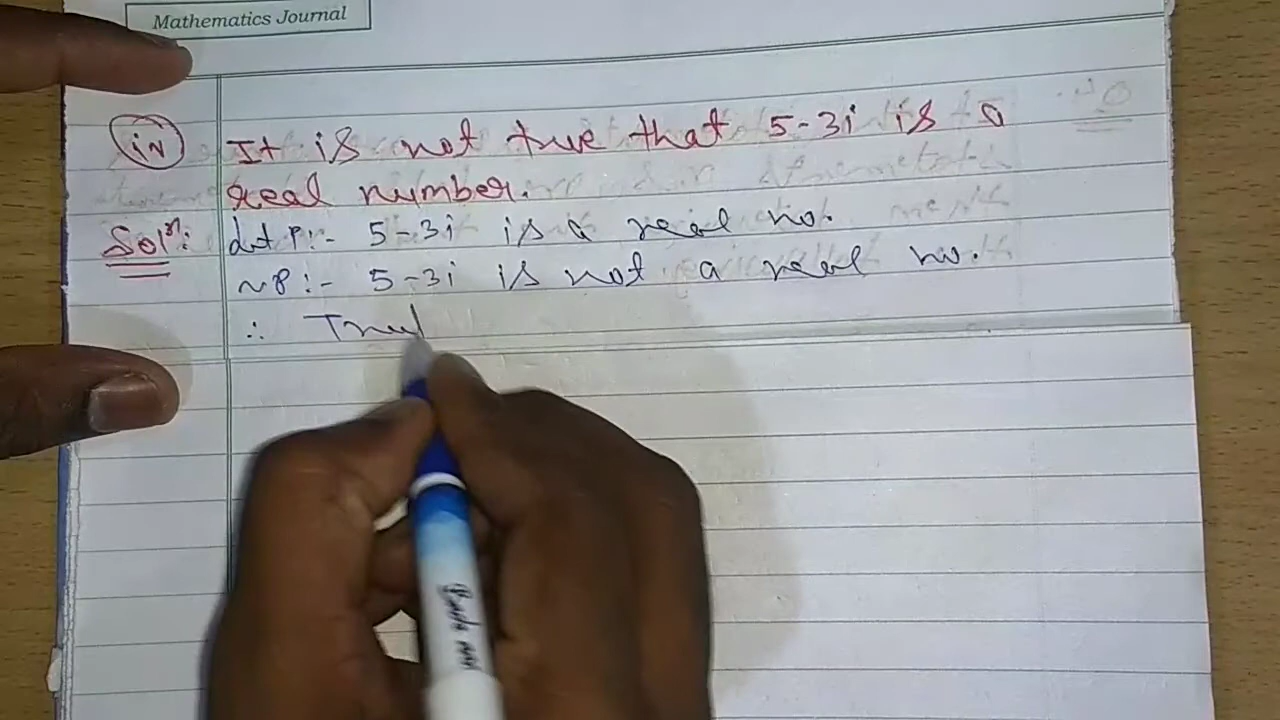 Mathematics Journal
(iv) It is not true that 5-3i is a
real number.
Solⁿ: let P:- 5-3i is a real no.
~P :- 5-3i is not a real no.
∴ True